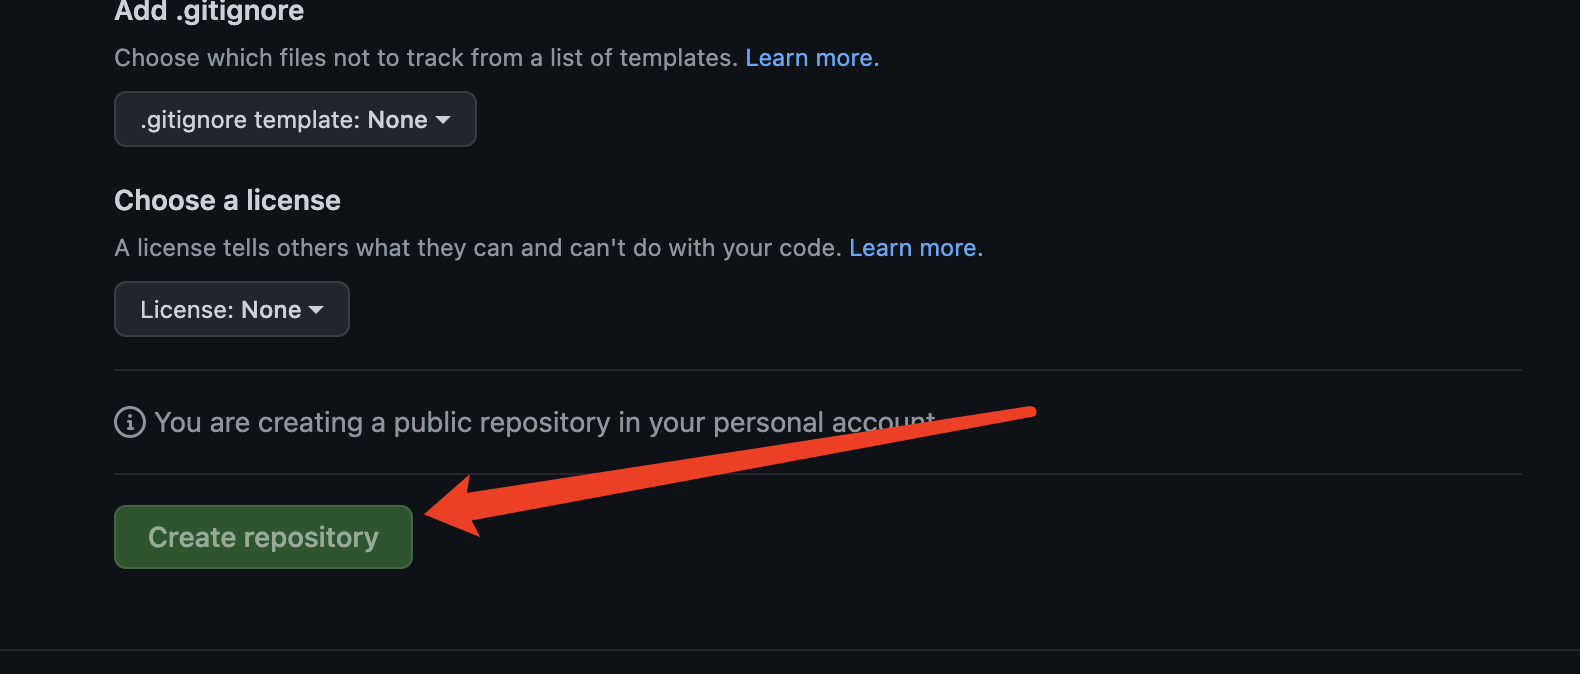 Add .gitignore
Choose which files not to track from a list of templates. Learn more.
.gitignore template: None
Choose a license
A license tells others what they can and can't do with your code. Learn more.
License: None
You are creating a public repository in your personal account.
Create repository